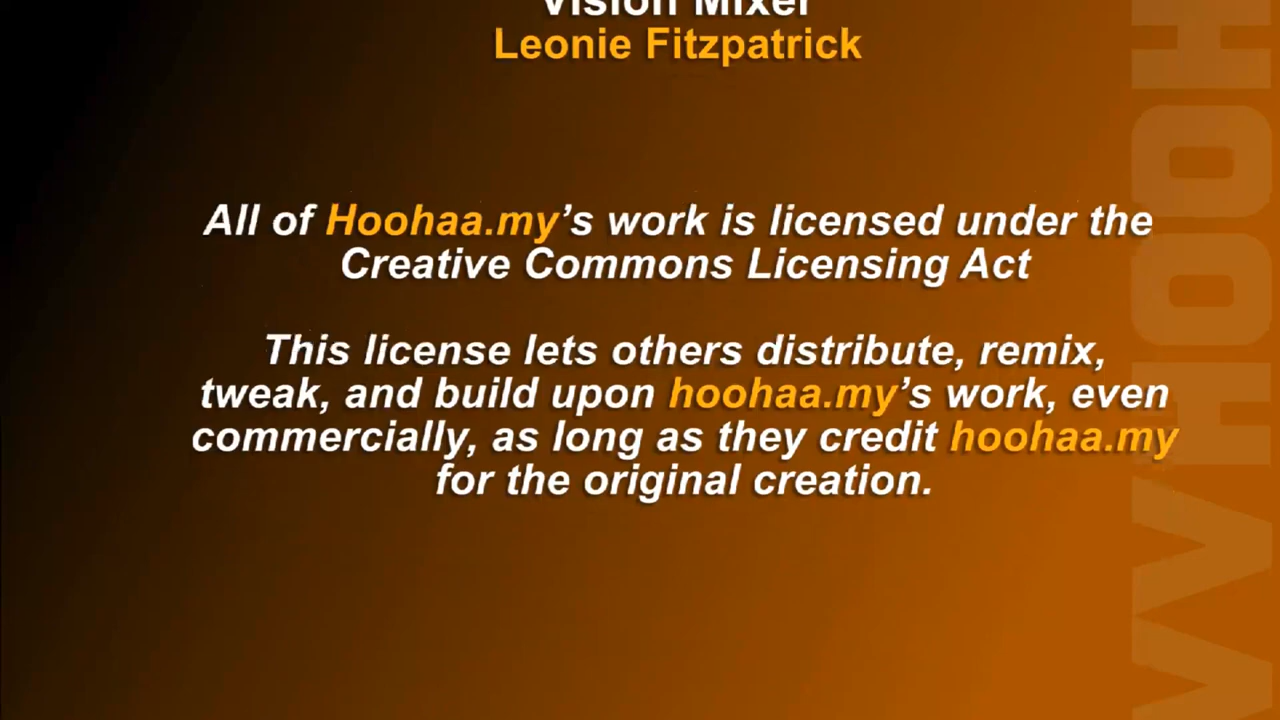 Vision Mixer
Leonie Fitzpatrick
All of Hoohaa.my’s work is licensed under the
Creative Commons Licensing Act
This license lets others distribute, remix,
tweak, and build upon hoohaa.my’s work, even
commercially, as long as they credit hoohaa.my
for the original creation.